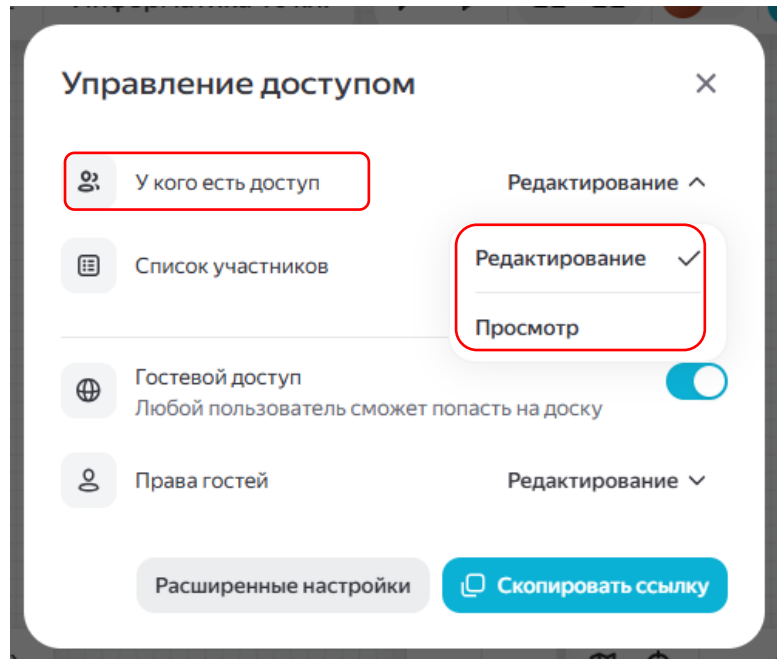 Управление доступом
У кого есть доступ
Редактирование
Редактирование
Список участников
Просмотр
Гостевой доступ
Любой пользователь сможет попасть на доску
Права гостей
Редактирование
Расширенные настройки
Скопировать ссылку